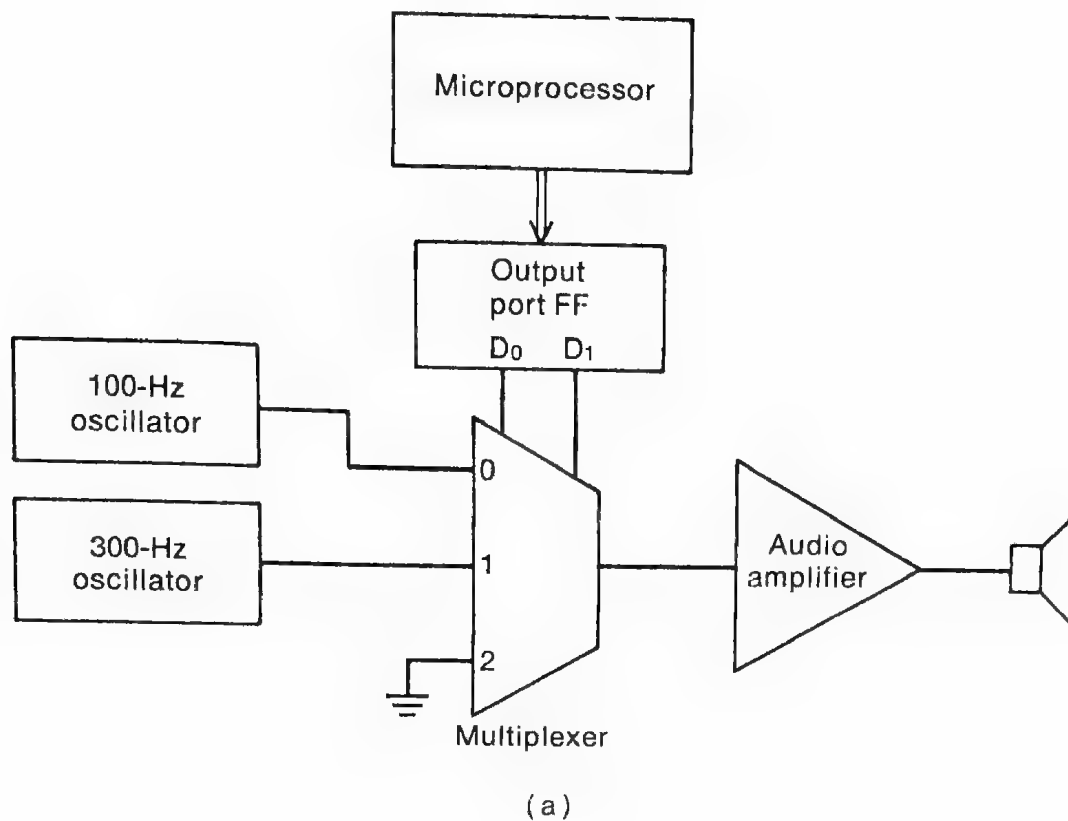 Microprocessor
Output
port FF
D0 D1
100-Hz
oscillator
0
300-Hz
oscillator
1
Audio
amplifier
2
Multiplexer
(a)